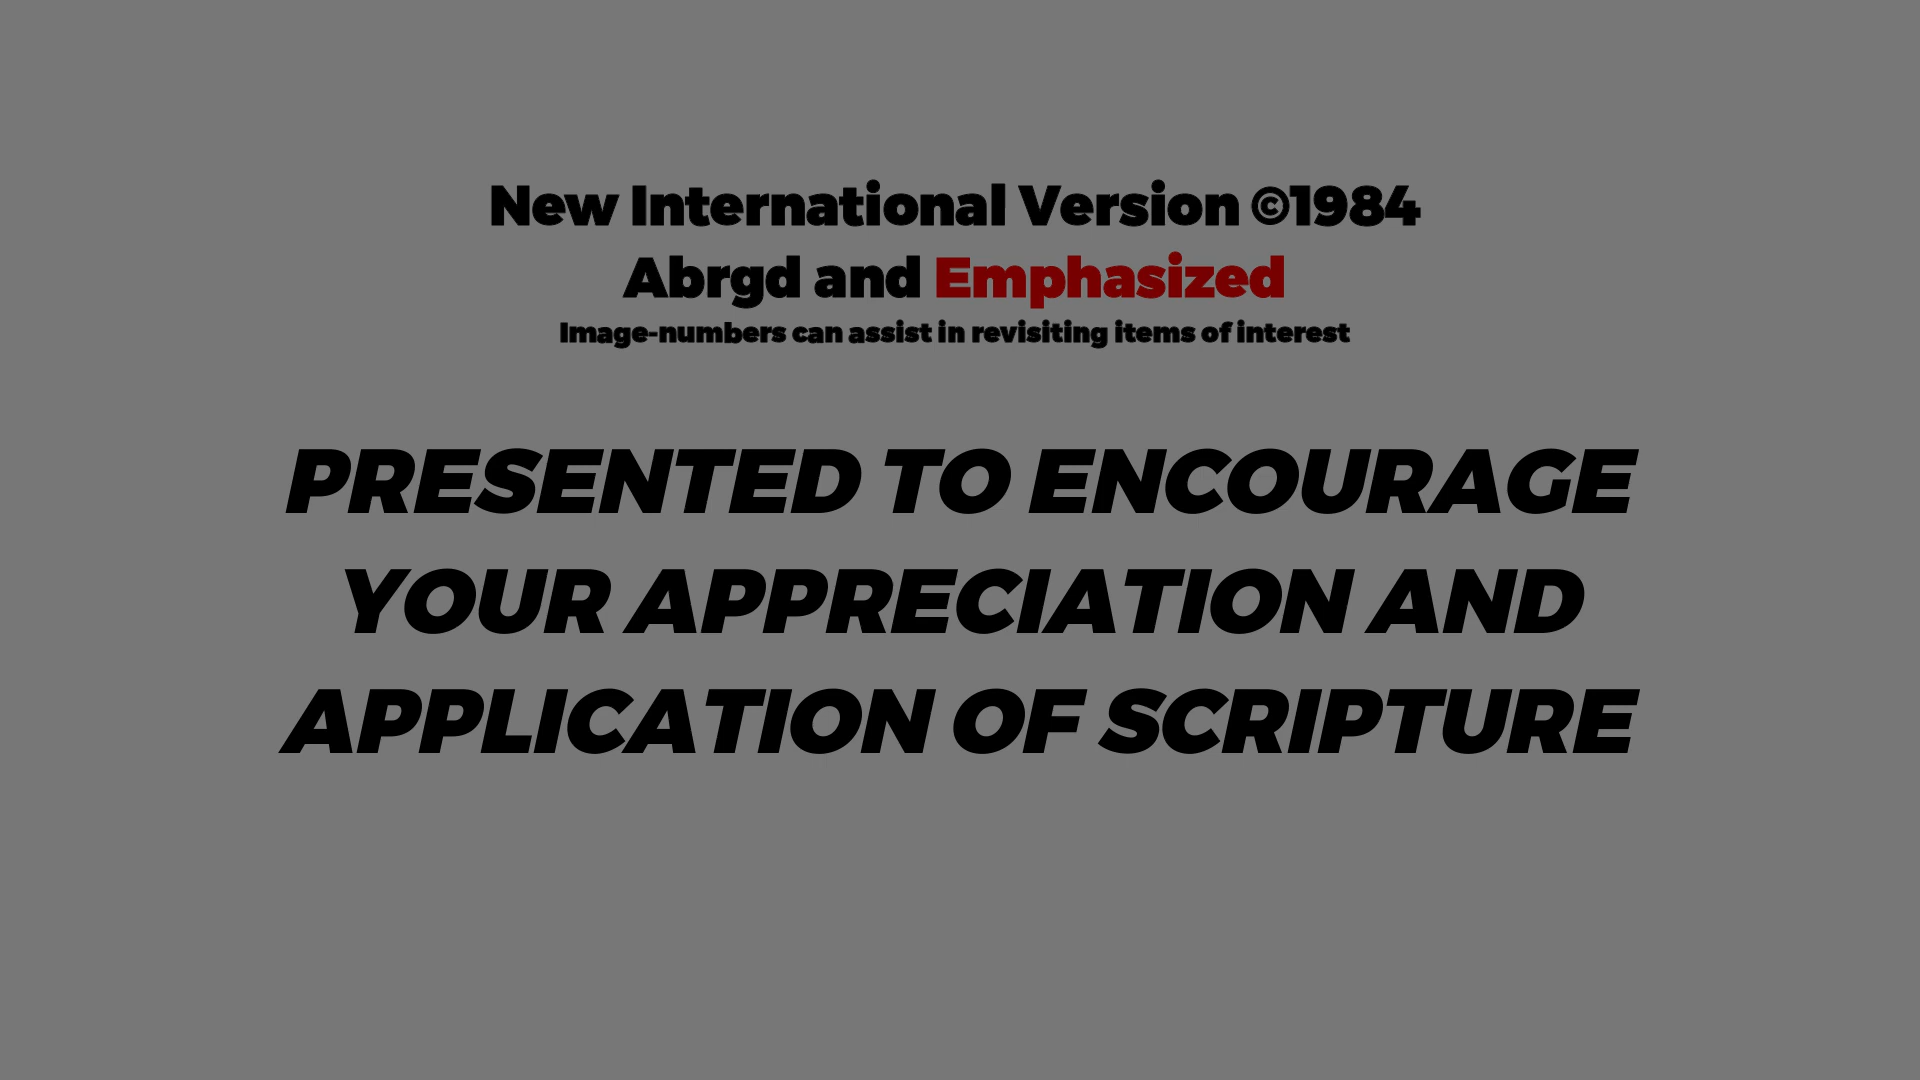 New International Version ©1984
Abrgd and Emphasized
Image-numbers can assist in revisiting items of interest
PRESENTED TO ENCOURAGE
YOUR APPRECIATION AND
APPLICATION OF SCRIPTURE